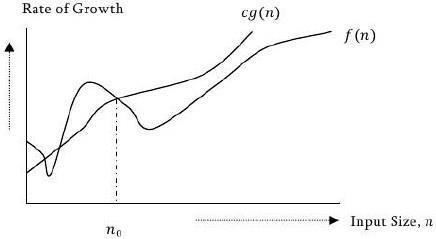 Rate of Growth
cg(n)
f(n)
n₀
Input Size, n